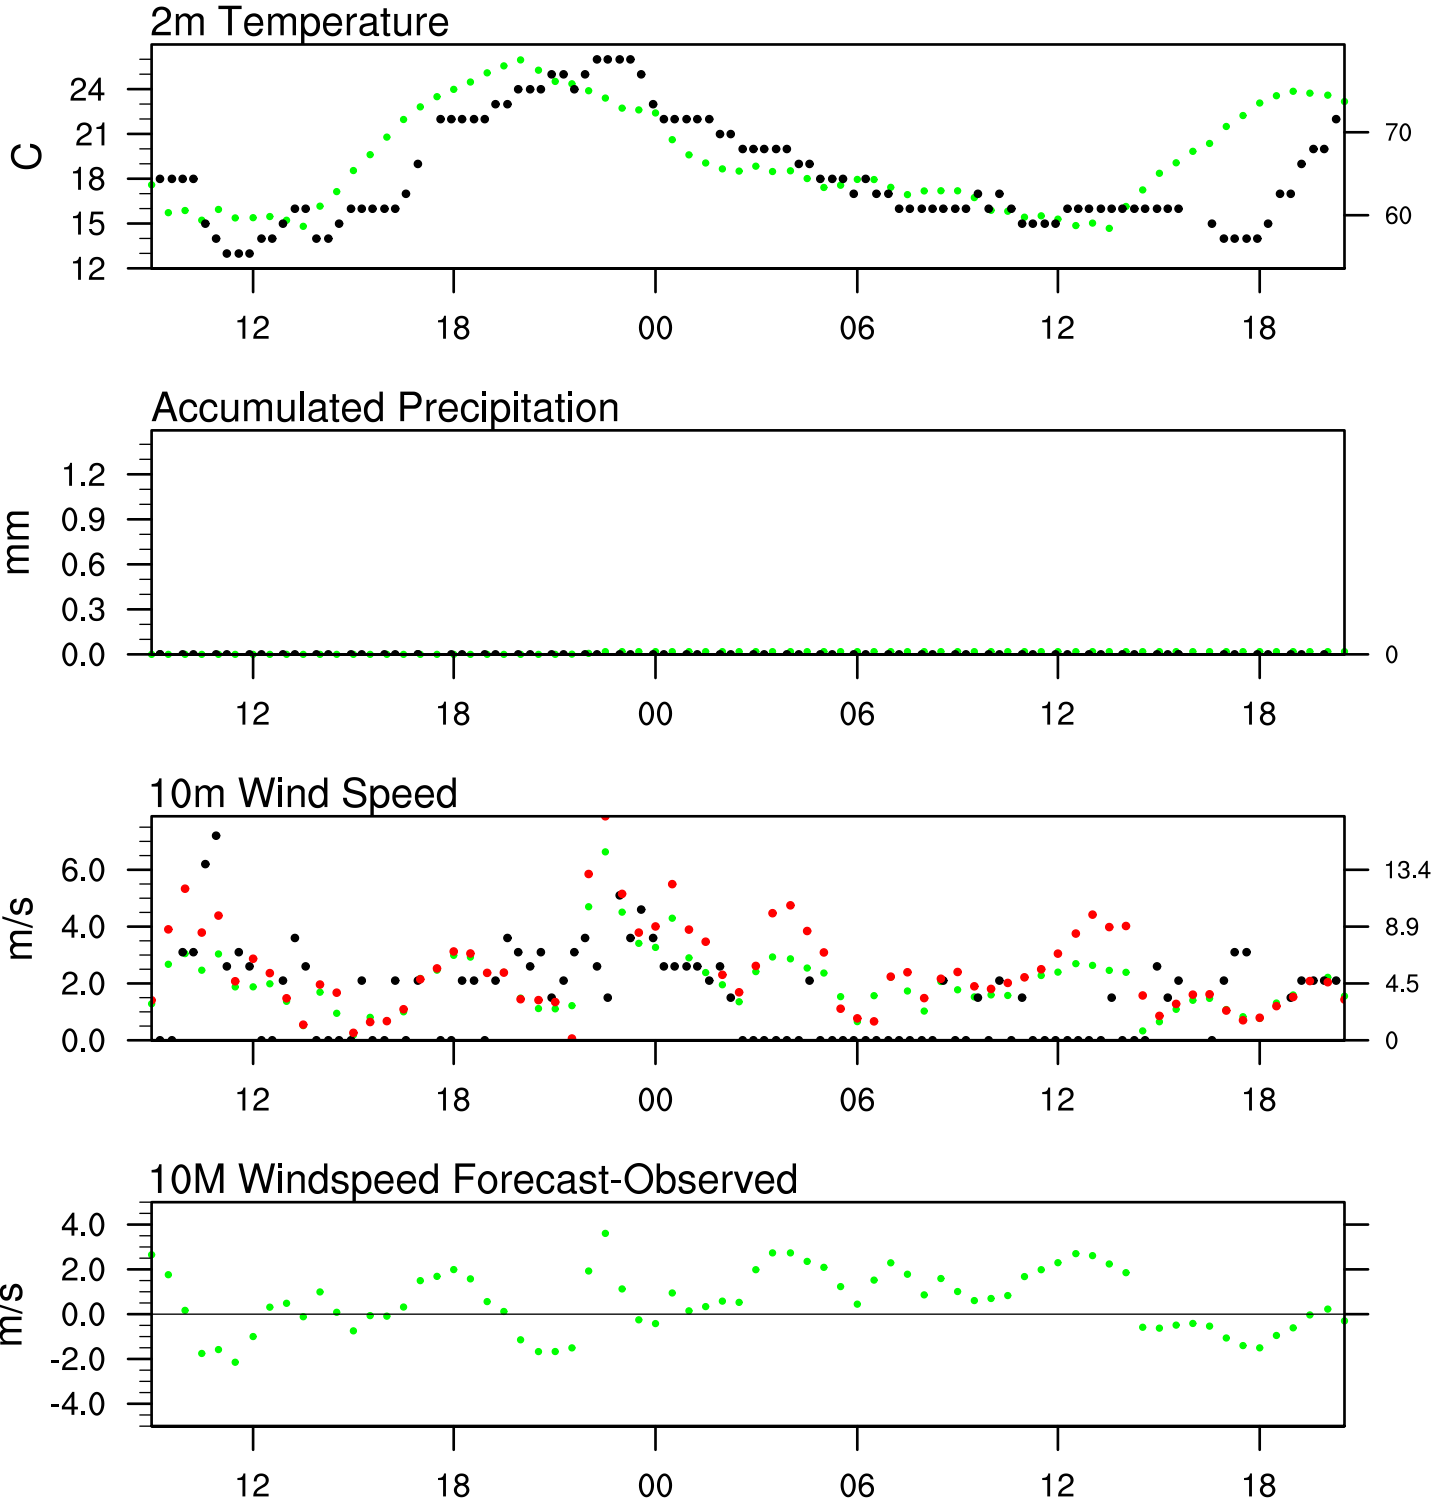 2m Temperature
24
21
18
15
12
C
70
60
12 18 00 06 12 18
Accumulated Precipitation
1.2
0.9
0.6
0.3
0.0
mm
0
12 18 00 06 12 18
10m Wind Speed
6.0
4.0
2.0
0.0
m/s
13.4
8.9
4.5
0
12 18 00 06 12 18
10M Windspeed Forecast-Observed
4.0
2.0
0.0
-2.0
-4.0
m/s
12 18 00 06 12 18